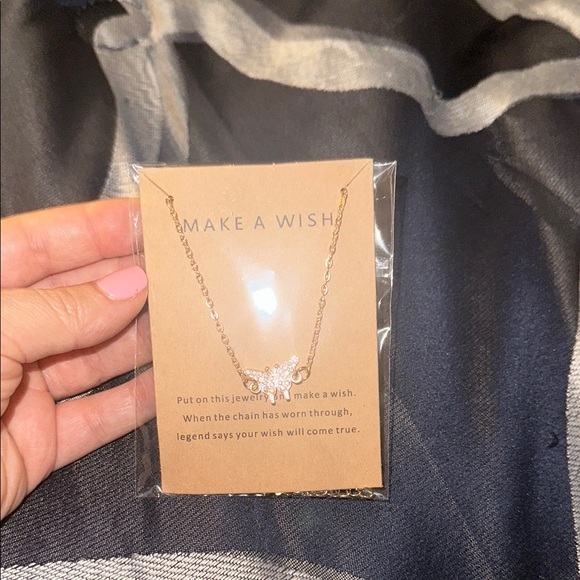 MAKE A WISH
Put on this jewelry and make a wish.
When the chain has worn through,
legend says your wish will come true.